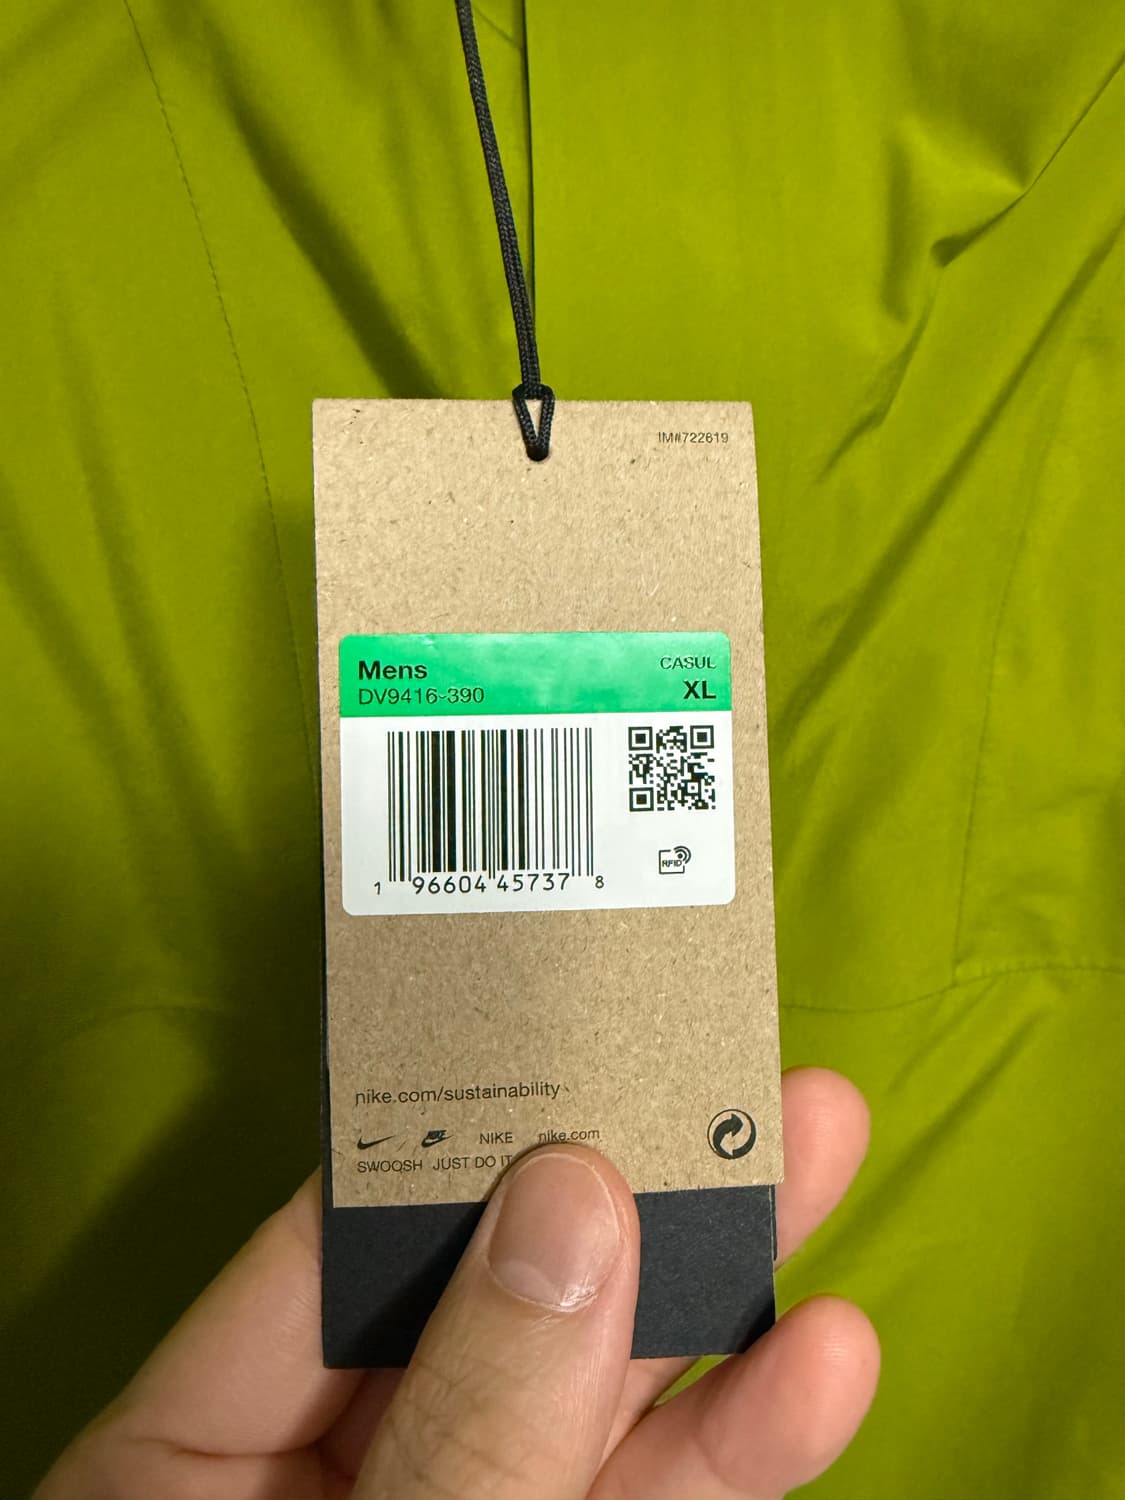 IM#722619
Mens
CASUL
DV9416-390
XL
RFID
1 96604 45737 8
nike.com/sustainability
NIKE nike.com
SWOOSH JUST DO IT